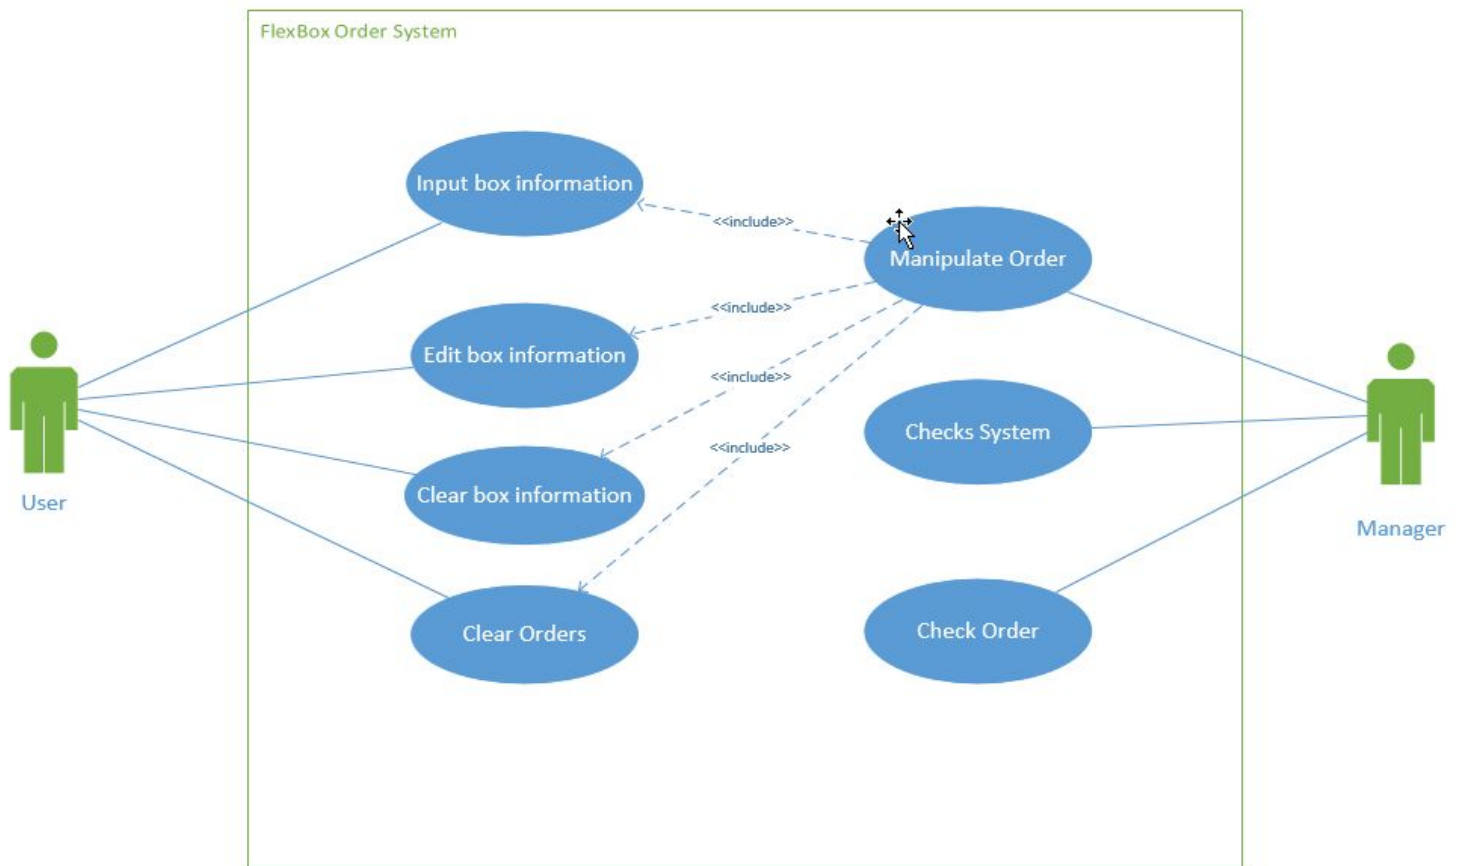 FlexBox Order System
Input box information
<<include>>
Manipulate Order
<<include>>
Edit box information
<<include>>
Checks System
<<include>>
Clear box information
User
Manager
Clear Orders
Check Order